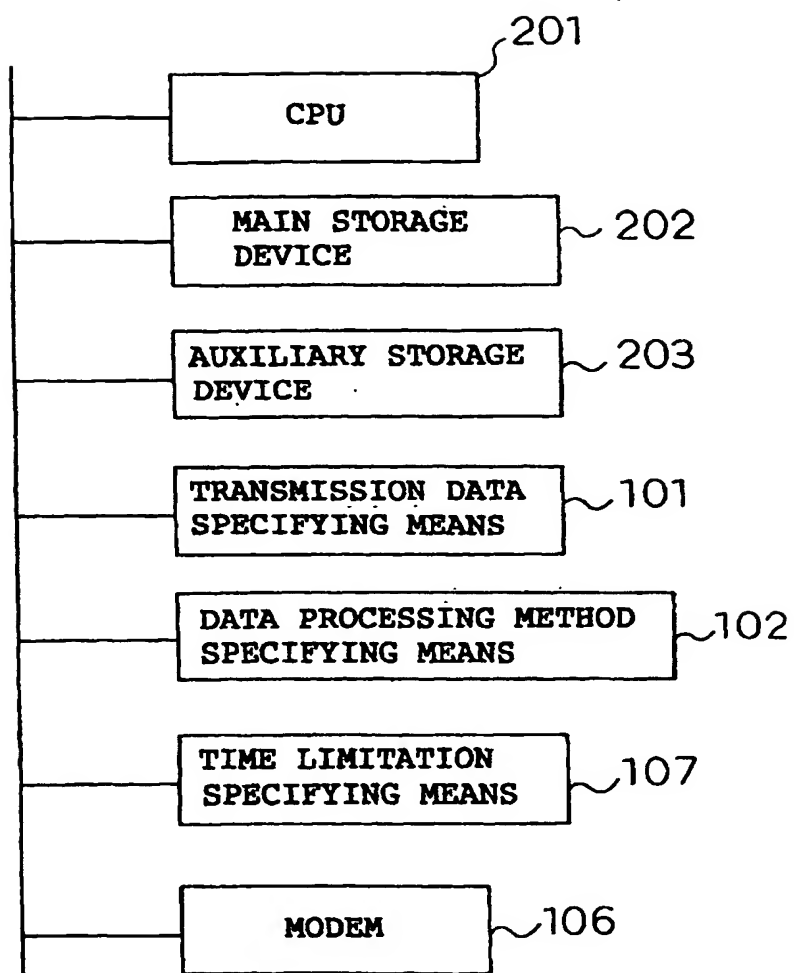 201
CPU
MAIN STORAGE
DEVICE
202
AUXILIARY STORAGE
DEVICE
203
TRANSMISSION DATA
SPECIFYING MEANS
101
DATA PROCESSING METHOD
SPECIFYING MEANS
102
TIME LIMITATION
SPECIFYING MEANS
107
MODEM
106